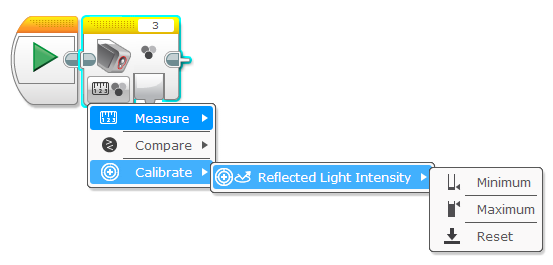 3
Measure
Compare
Calibrate
Reflected Light Intensity
Minimum
Maximum
Reset